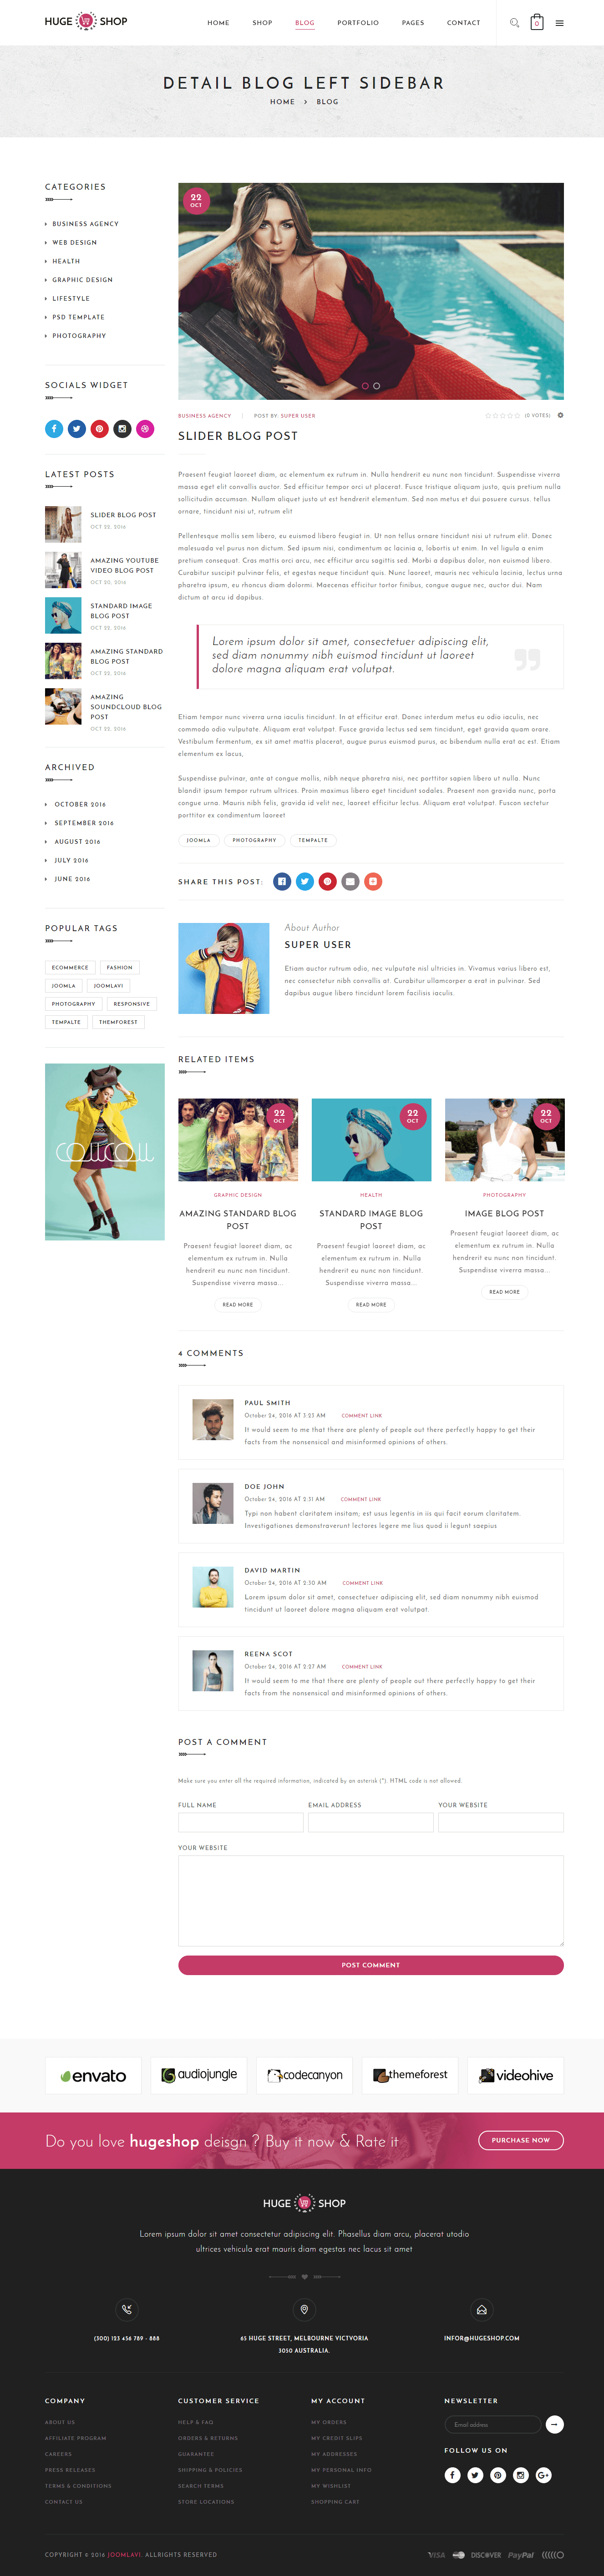 HUGE SHOP
HOME SHOP BLOG PORTFOLIO PAGES CONTACT
0
DETAIL BLOG LEFT SIDEBAR
HOME > BLOG
CATEGORIES
BUSINESS AGENCY
WEB DESIGN
HEALTH
GRAPHIC DESIGN
LIFESTYLE
PSD TEMPLATE
PHOTOGRAPHY
SOCIALS WIDGET
LATEST POSTS
SLIDER BLOG POST
OCT 22, 2016
AMAZING YOUTUBE
VIDEO BLOG POST
OCT 20, 2016
STANDARD IMAGE
BLOG POST
OCT 22, 2016
AMAZING STANDARD
BLOG POST
OCT 22, 2016
AMAZING
SOUNDCLOUD BLOG
POST
OCT 22, 2016
ARCHIVED
OCTOBER 2016
SEPTEMBER 2016
AUGUST 2016
JULY 2016
JUNE 2016
POPULAR TAGS
ECOMMERCE FASHION
JOOMLA JOOMLAVI
PHOTOGRAPHY RESPONSIVE
TEMPALTE THEMFOREST
22
OCT
BUSINESS AGENCY | POST BY: SUPER USER (0 VOTES)
SLIDER BLOG POST
Praesent feugiat laoreet diam, ac elementum ex rutrum in. Nulla hendrerit eu nunc non tincidunt. Suspendisse viverra
massa eget elit convallis auctor. Sed efficitur tempor orci ut placerat. Fusce tristique aliquam justo, quis pretium nulla
sollicitudin accumsan. Nullam aliquet justo ut est hendrerit elementum. Sed non metus et dui posuere cursus. tellus
ornare, tincidunt nisi ut, rutrum elit
Pellentesque mollis sem libero, eu euismod libero feugiat in. Ut non tellus ornare tincidunt nisi ut rutrum elit. Donec
malesuada vel purus non dictum. Sed ipsum nisi, condimentum ac lacinia a, lobortis ut enim. In vel ligula a enim
pretium consequat. Cras mattis orci arcu, nec efficitur arcu sagittis sed. Morbi a dapibus dolor, non euismod enim.
Curabitur suscipit pulvinar felis, et egestas neque tincidunt quis. Nunc laoreet, mauris nec vehicula lacinia, lectus urna
pharetra ipsum, eu rhoncus diam dolormi. Maecenas efficitur tortor finibus, congue augue nec, auctor dui. Nam
dictum at arcu id dapibus.
Lorem ipsum dolor sit amet, consectetuer adipiscing elit,
sed diam nonummy nibh euismod tincidunt ut laoreet
dolore magna aliquam erat volutpat.
Etiam tempor nunc viverra urna iaculis tincidunt. In at efficitur erat. Donec interdum metus eu odio iaculis, nec
commodo odio vulputate. Aliquam erat volutpat. Fusce gravida lectus sed sem tincidunt, eget gravida quam orare.
Vestibulum fermentum, ex sit amet mattis placerat, augue purus euismod purus, ac bibendum nulla erat ac est. Etiam
elementum ex lacus,
Suspendisse pulvinar, ante at congue mollis, nibh neque pharetra nisi, nec porttitor sapien libero ut nulla. Nunc
blandit ipsum tempor rutrum ultrices. Proin maximus libero eget tincidunt sodales. Praesent non gravida nunc, porta
congue urna. Mauris nibh felis, gravida id velit nec, laoreet efficitur lectus. Aliquam erat volutpat. Fuscon sectetur
porttitor ex condimentum laoreet
JOOMLA PHOTOGRAPHY TEMPALTE
SHARE THIS POST:
About Author
SUPER USER
Etiam auctor rutrum odio, nec vulputate nisl ultricies in. Vivamus varius libero est,
nec consectetur nibh convallis at. Curabitur ullamcorper a erat in pulvinar. Sed
dapibus augue libero tincidunt lorem facilisis iaculis.
RELATED ITEMS
22
OCT
GRAPHIC DESIGN
AMAZING STANDARD BLOG
POST
Praesent feugiat laoreet diam, ac
elementum ex rutrum in. Nulla
hendrerit eu nunc non tincidunt.
Suspendisse viverra massa...
READ MORE
22
OCT
HEALTH
STANDARD IMAGE BLOG
POST
Praesent feugiat laoreet diam, ac
elementum ex rutrum in. Nulla
hendrerit eu nunc non tincidunt.
Suspendisse viverra massa...
READ MORE
22
OCT
PHOTOGRAPHY
IMAGE BLOG POST
Praesent feugiat laoreet diam, ac
elementum ex rutrum in. Nulla
hendrerit eu nunc non tincidunt.
Suspendisse viverra massa...
READ MORE
4 COMMENTS
PAUL SMITH
October 24, 2016 AT 3:23 AM COMMENT LINK
It would seem to me that there are plenty of people out there perfectly happy to get their
facts from the nonsensical and misinformed opinions of others.
DOE JOHN
October 24, 2016 AT 2:31 AM COMMENT LINK
Typi non habent claritatem insitam; est usus legentis in iis qui facit eorum claritatem.
Investigationes demonstraverunt lectores legere me lius quod ii legunt saepius
DAVID MARTIN
October 24, 2016 AT 2:30 AM COMMENT LINK
Lorem ipsum dolor sit amet, consectetuer adipiscing elit, sed diam nonummy nibh euismod
tincidunt ut laoreet dolore magna aliquam erat volutpat.
REENA SCOT
October 24, 2016 AT 2:27 AM COMMENT LINK
It would seem to me that there are plenty of people out there perfectly happy to get their
facts from the nonsensical and misinformed opinions of others.
POST A COMMENT
Make sure you enter all the required information, indicated by an asterisk (*). HTML code is not allowed.
FULL NAME EMAIL ADDRESS YOUR WEBSITE
YOUR WEBSITE
POST COMMENT
envato audiojungle codecanyon themeforest videohive
Do you love hugeshop deisgn ? Buy it now & Rate it
PURCHASE NOW
HUGE SHOP
Lorem ipsum dolor sit amet consectetur adipiscing elit. Phasellus diam arcu, placerat utodio
ultrices vehicula erat mauris diam egestas nec lacus sit amet
(300) 123 456 789 - 888
65 HUGE STREET, MELBOURNE VICTVORIA
3050 AUSTRALIA.
INFOR@HUGESHOP.COM
COMPANY
ABOUT US
AFFILIATE PROGRAM
CAREERS
PRESS RELEASES
TERMS & CONDITIONS
CONTACT US
CUSTOMER SERVICE
HELP & FAQ
ORDERS & RETURNS
GUARANTEE
SHIPPING & POLICIES
SEARCH TERMS
STORE LOCATIONS
MY ACCOUNT
MY ORDERS
MY CREDIT SLIPS
MY ADDRESSES
MY PERSONAL INFO
MY WISHLIST
SHOPPING CART
NEWSLETTER
Email address
FOLLOW US ON
COPYRIGHT © 2016 JOOMLAVI. ALLRIGHTS RESERVED
VISA DISCOVER PayPal